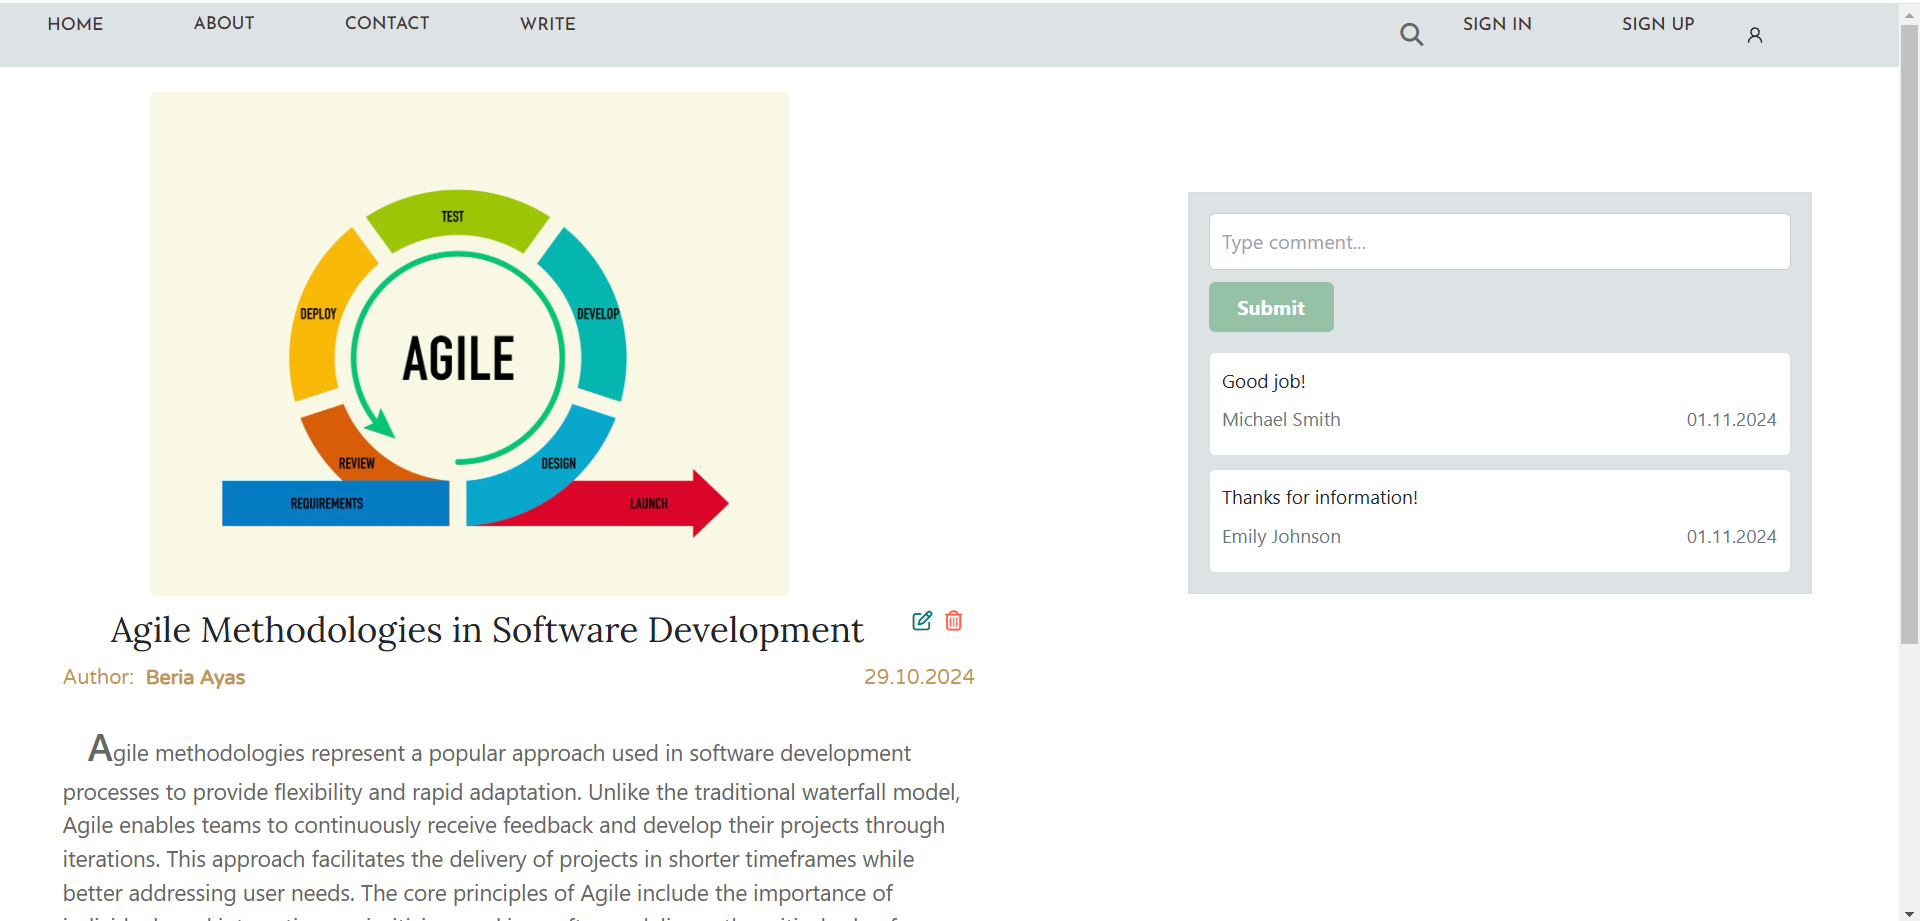 HOME ABOUT CONTACT WRITE SIGN IN SIGN UP
TEST
DEPLOY
DEVELOP
AGILE
REVIEW
DESIGN
REQUIREMENTS
LAUNCH
Agile Methodologies in Software Development
Author: Beria Ayas 29.10.2024
Agile methodologies represent a popular approach used in software development
processes to provide flexibility and rapid adaptation. Unlike the traditional waterfall model,
Agile enables teams to continuously receive feedback and develop their projects through
iterations. This approach facilitates the delivery of projects in shorter timeframes while
better addressing user needs. The core principles of Agile include the importance of
Type comment...
Submit
Good job!
Michael Smith 01.11.2024
Thanks for information!
Emily Johnson 01.11.2024